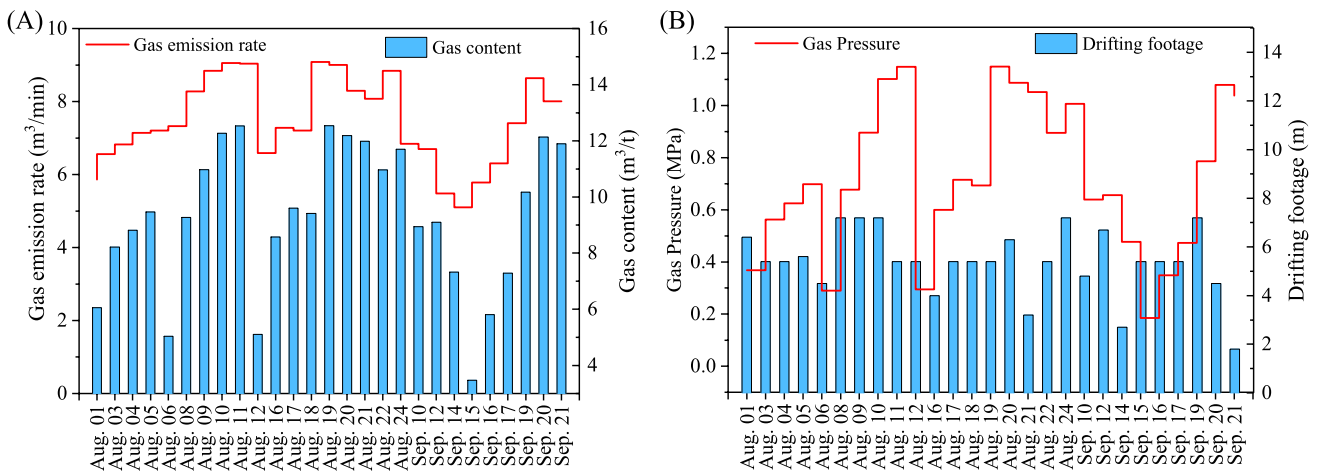 (A)
Gas emission rate
Gas content
Gas emission rate (m³/min)
10
8
6
4
2
0
16
14
12
10
8
6
4
Gas content (m³/t)
Aug. 01
Aug. 03
Aug. 04
Aug. 05
Aug. 06
Aug. 08
Aug. 09
Aug. 10
Aug. 11
Aug. 12
Aug. 16
Aug. 17
Aug. 18
Aug. 19
Aug. 20
Aug. 21
Aug. 22
Aug. 24
Sep. 10
Sep. 12
Sep. 14
Sep. 15
Sep. 16
Sep. 17
Sep. 19
Sep. 20
Sep. 21
(B)
Gas Pressure
Drifting footage
Gas Pressure (MPa)
1.2
1.0
0.8
0.6
0.4
0.2
0.0
14
12
10
8
6
4
2
0
Drifting footage (m)
Aug. 01
Aug. 03
Aug. 04
Aug. 05
Aug. 06
Aug. 08
Aug. 09
Aug. 10
Aug. 11
Aug. 12
Aug. 16
Aug. 17
Aug. 18
Aug. 19
Aug. 20
Aug. 21
Aug. 22
Aug. 24
Sep. 10
Sep. 12
Sep. 14
Sep. 15
Sep. 16
Sep. 17
Sep. 19
Sep. 20
Sep. 21